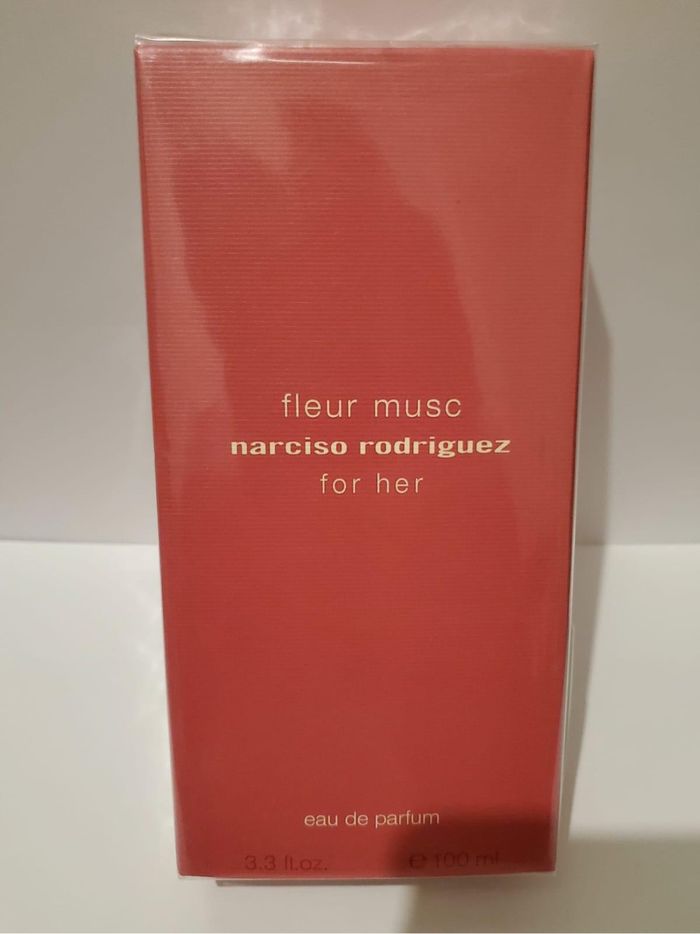 fleur musc
narciso rodriguez
for her
eau de parfum
3.3 fl.oz. e 100 ml